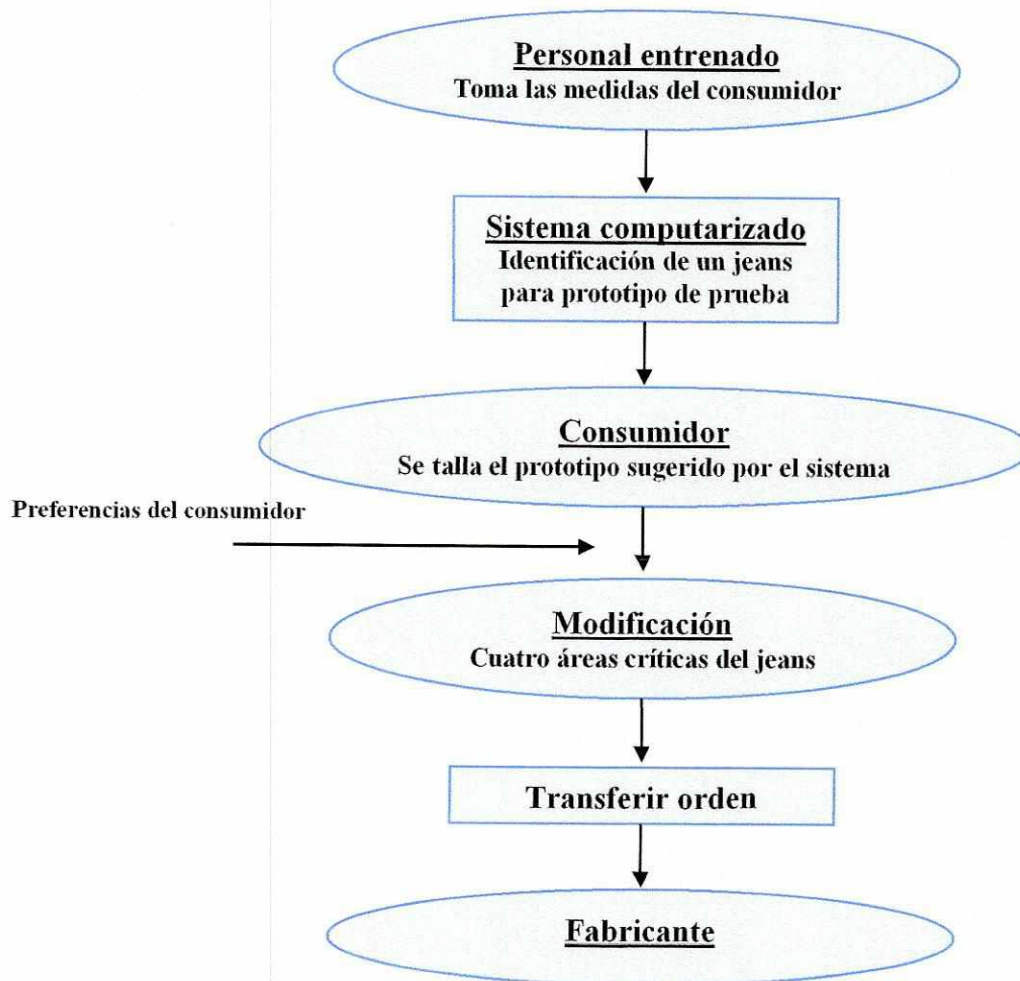 Personal entrenado
Toma las medidas del consumidor
Sistema computarizado
Identificación de un jeans
para prototipo de prueba
Consumidor
Se talla el prototipo sugerido por el sistema
Preferencias del consumidor
Modificación
Cuatro áreas críticas del jeans
Transferir orden
Fabricante